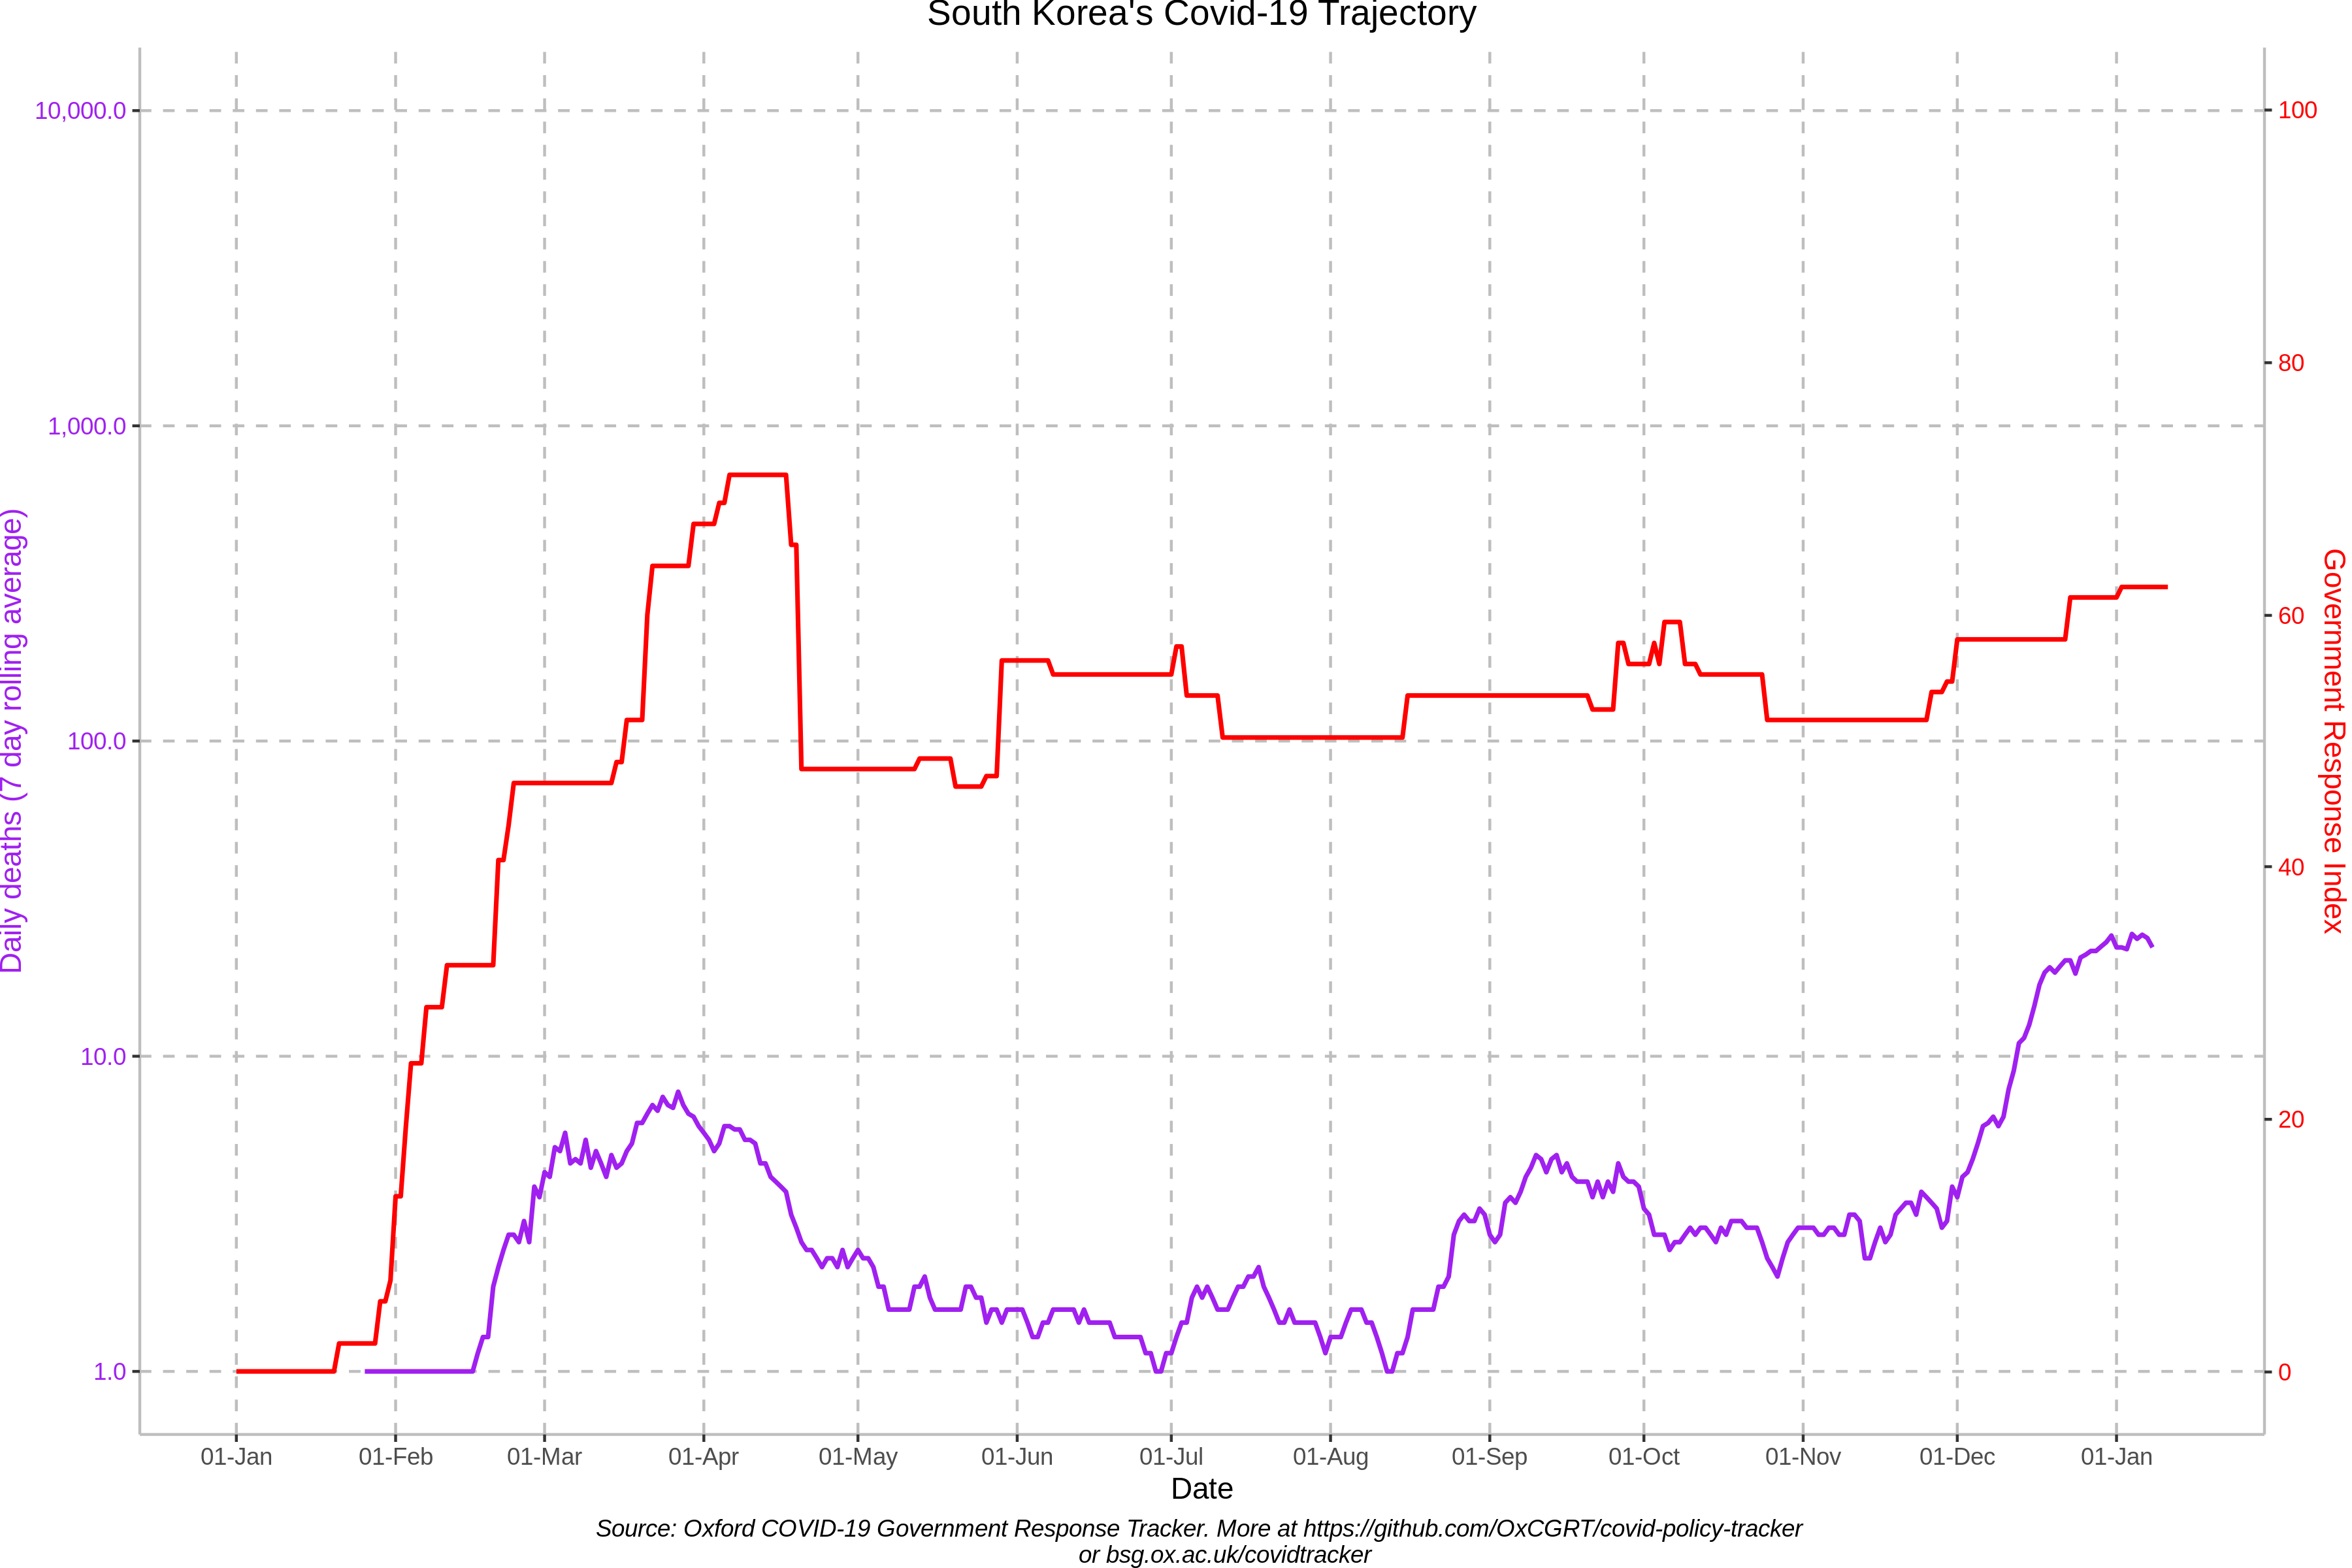 South Korea's Covid-19 Trajectory
Daily deaths (7 day rolling average)
10,000.0
1,000.0
100.0
10.0
1.0
100
80
60
40
20
0
Government Response Index
01-Jan 01-Feb 01-Mar 01-Apr 01-May 01-Jun 01-Jul 01-Aug 01-Sep 01-Oct 01-Nov 01-Dec 01-Jan
Date
Source: Oxford COVID-19 Government Response Tracker. More at https://github.com/OxCGRT/covid-policy-tracker
or bsg.ox.ac.uk/covidtracker